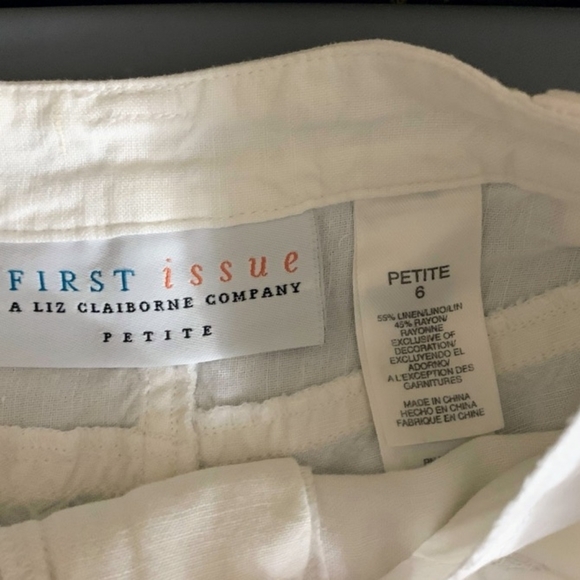 FIRST issue
A LIZ CLAIBORNE COMPANY
PETITE
PETITE
6
55% LINEN/LINO/LIN
45% RAYON/
RAYONNE
EXCLUSIVE OF
DECORATION/
EXCLUYENDO EL
ADORNO/
A L'EXCEPTION DES
GARNITURES
MADE IN CHINA
HECHO EN CHINA
FABRIQUE EN CHINE